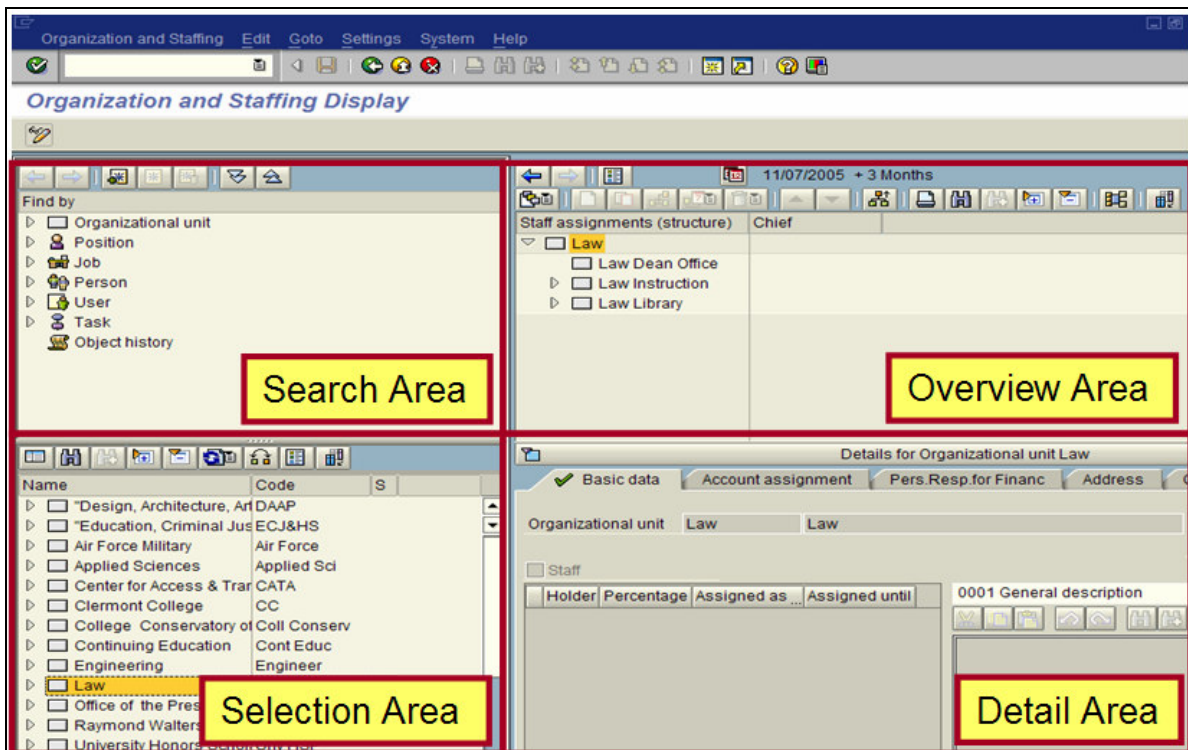 Organization and Staffing Edit Goto Settings System Help
Organization and Staffing Display
Find by
Organizational unit
Position
Job
Person
User
Task
Object history
Search Area
11/07/2005 + 3 Months
Staff assignments (structure) Chief
Law
Law Dean Office
Law Instruction
Law Library
Overview Area
Name Code S
"Design, Architecture, Art DAAP
"Education, Criminal Jus ECJ&HS
Air Force Military Air Force
Applied Sciences Applied Sci
Center for Access & Tran CATA
Clermont College CC
College Conservatory of Coll Conserv
Continuing Education Cont Educ
Engineering Engineer
Law
Office of the Pres
Raymond Walters
University Honors
Selection Area
Details for Organizational unit Law
Basic data Account assignment Pers.Resp.for Financ Address
Organizational unit Law Law
Staff
Holder Percentage Assigned as ... Assigned until
0001 General description
Detail Area